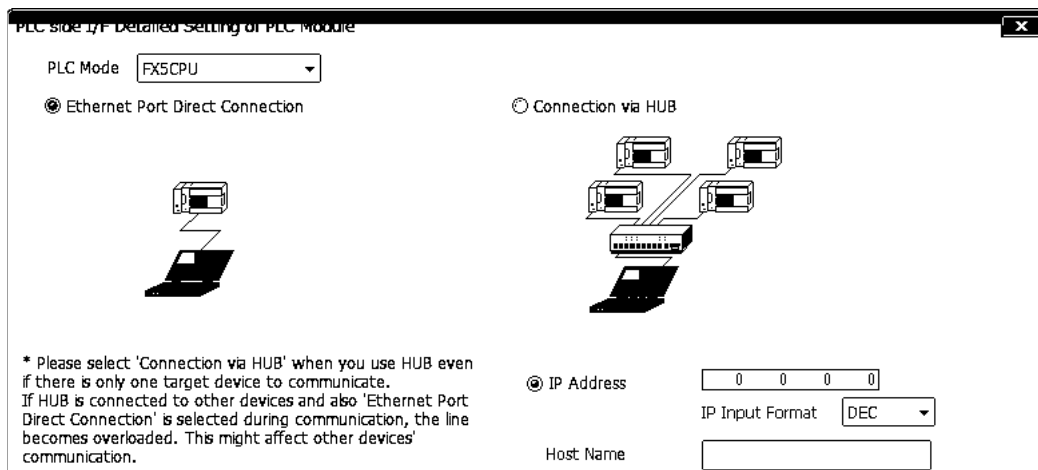 PLC side I/F Detailed Setting of PLC Module
PLC Mode FX5CPU
Ethernet Port Direct Connection
Connection via HUB
* Please select 'Connection via HUB' when you use HUB even
if there is only one target device to communicate.
If HUB is connected to other devices and also 'Ethernet Port
Direct Connection' is selected during communication, the line
becomes overloaded. This might affect other devices'
communication.
IP Address 0 0 0 0
IP Input Format DEC
Host Name